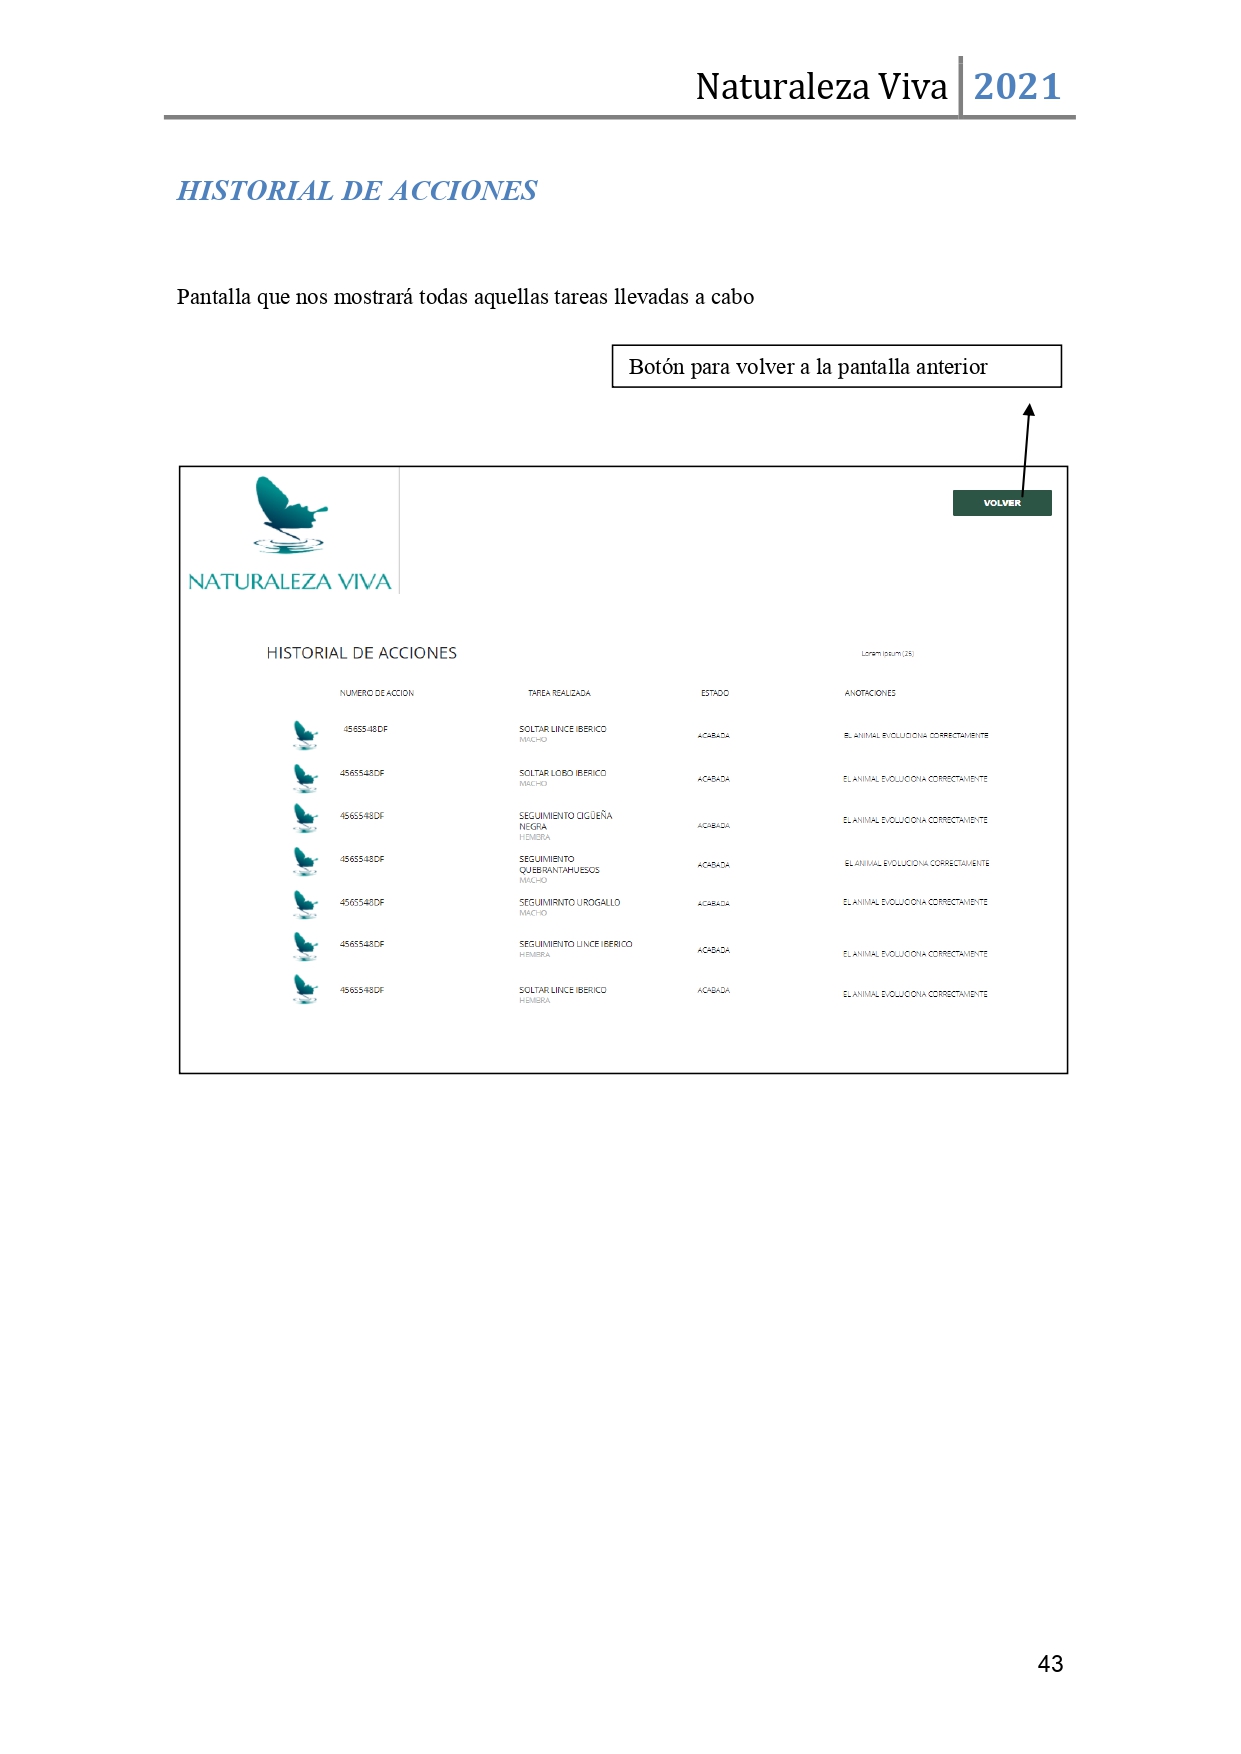 Naturaleza Viva 2021
HISTORIAL DE ACCIONES
Pantalla que nos mostrará todas aquellas tareas llevadas a cabo
Botón para volver a la pantalla anterior
VOLVER
NATURALEZA VIVA
HISTORIAL DE ACCIONES
Lorem Ipsum (25)
NUMERO DE ACCION TAREA REALIZADA ESTADO ANOTACIONES
4565548DF SOLTAR LINCE IBERICO
MACHO
ACABADA EL ANIMAL EVOLUCIONA CORRECTAMENTE
4565548DF SOLTAR LOBO IBERICO
MACHO
ACABADA EL ANIMAL EVOLUCIONA CORRECTAMENTE
4565548DF SEGUIMIENTO CIGÜEÑA
NEGRA
HEMBRA
ACABADA EL ANIMAL EVOLUCIONA CORRECTAMENTE
4565548DF SEGUIMIENTO
QUEBRANTAHUESOS
MACHO
ACABADA EL ANIMAL EVOLUCIONA CORRECTAMENTE
4565548DF SEGUIMIRNTO UROGALLO
MACHO
ACABADA EL ANIMAL EVOLUCIONA CORRECTAMENTE
4565548DF SEGUIMIENTO LINCE IBERICO
HEMBRA
ACABADA EL ANIMAL EVOLUCIONA CORRECTAMENTE
4565548DF SOLTAR LINCE IBERICO
HEMBRA
ACABADA EL ANIMAL EVOLUCIONA CORRECTAMENTE
43